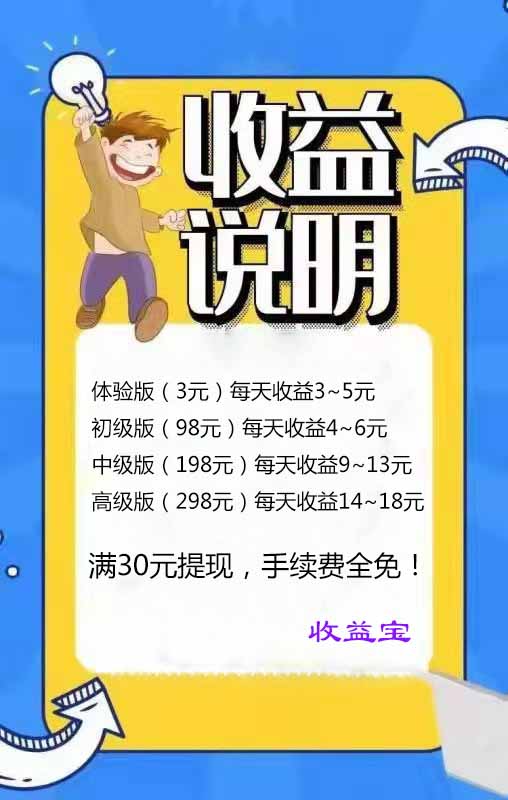 收益
说明
体验版（3元）每天收益3~5元
初级版（98元）每天收益4~6元
中级版（198元）每天收益9~13元
高级版（298元）每天收益14~18元
满30元提现，手续费全免！
收益宝